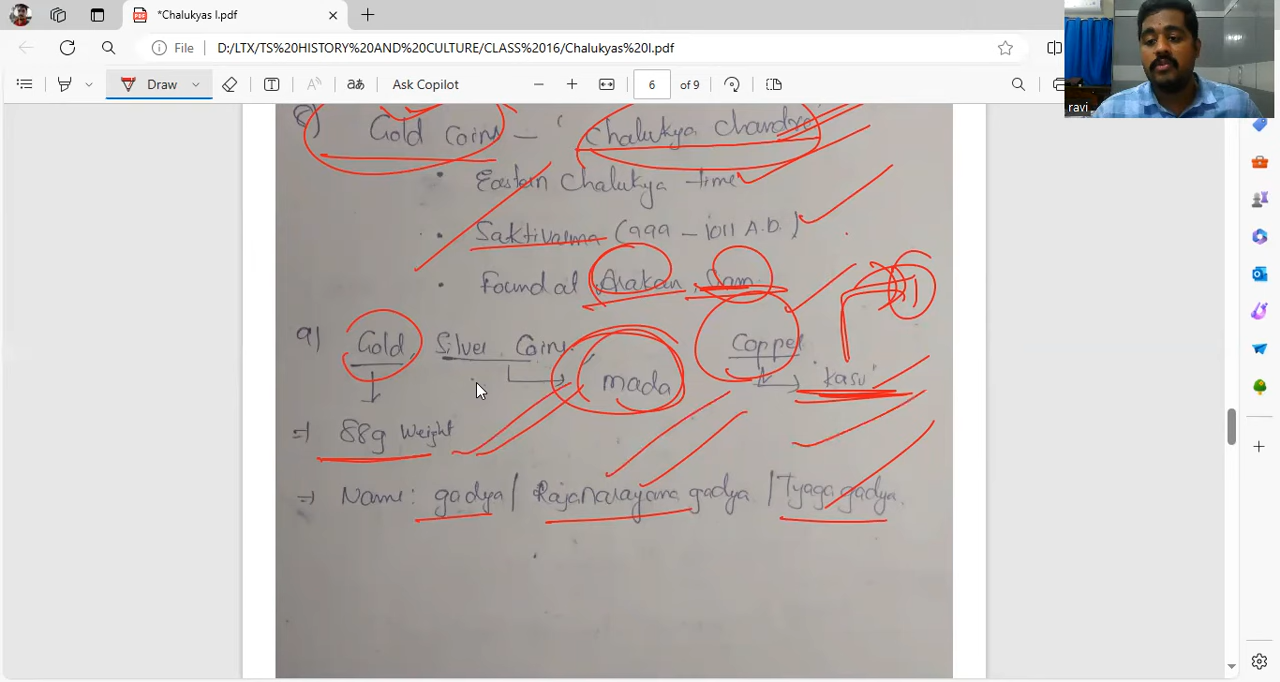 *Chalukyas I.pdf
File D:/LTX/TS%20HISTORY%20AND%20CULTURE/CLASS%2016/Chalukyas%20I.pdf
Draw Ask Copilot 6 of 9
ravi
8) Gold Coins – 'Chalukya Chandra'
• Eastern Chalukya time
• Saktivarma (999 – 1011 A.D.)
• Found at Arakan, Siam.
9) Gold, Silver Coins Copper
mada 'kasu'
⇒ 88g Weight
⇒ Name: gadya / Rajanarayana gadya / Tyaga gadya.